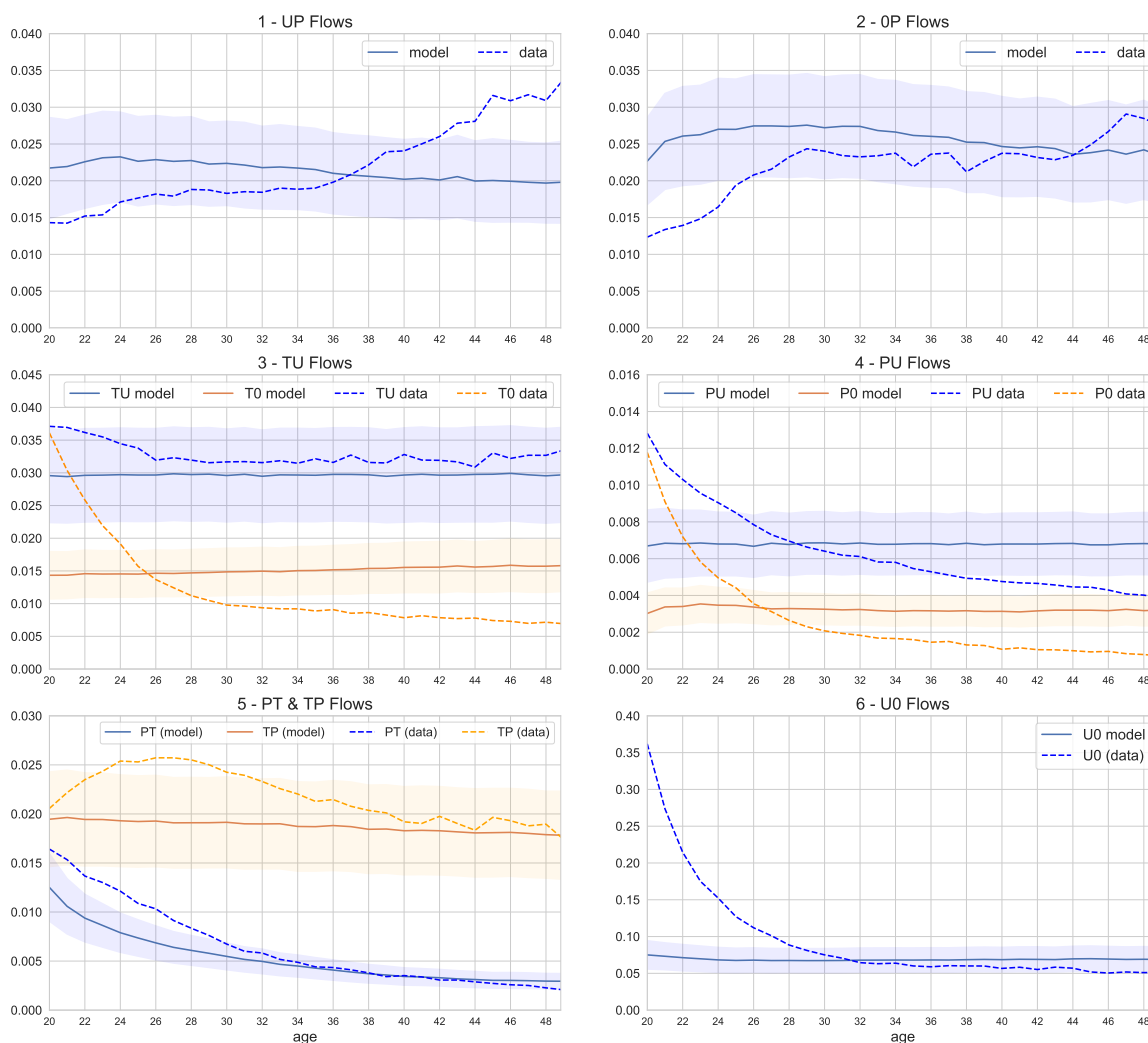 1 - UP Flows
model data
0.040
0.035
0.030
0.025
0.020
0.015
0.010
0.005
0.000
20 22 24 26 28 30 32 34 36 38 40 42 44 46 48
2 - 0P Flows
model data
0.040
0.035
0.030
0.025
0.020
0.015
0.010
0.005
0.000
20 22 24 26 28 30 32 34 36 38 40 42 44 46 48
3 - TU Flows
TU model T0 model TU data T0 data
0.045
0.040
0.035
0.030
0.025
0.020
0.015
0.010
0.005
0.000
20 22 24 26 28 30 32 34 36 38 40 42 44 46 48
4 - PU Flows
PU model P0 model PU data P0 data
0.016
0.014
0.012
0.010
0.008
0.006
0.004
0.002
0.000
20 22 24 26 28 30 32 34 36 38 40 42 44 46 48
5 - PT & TP Flows
PT (model) TP (model) PT (data) TP (data)
0.030
0.025
0.020
0.015
0.010
0.005
0.000
20 22 24 26 28 30 32 34 36 38 40 42 44 46 48
age
6 - U0 Flows
U0 model
U0 (data)
0.40
0.35
0.30
0.25
0.20
0.15
0.10
0.05
0.00
20 22 24 26 28 30 32 34 36 38 40 42 44 46 48
age